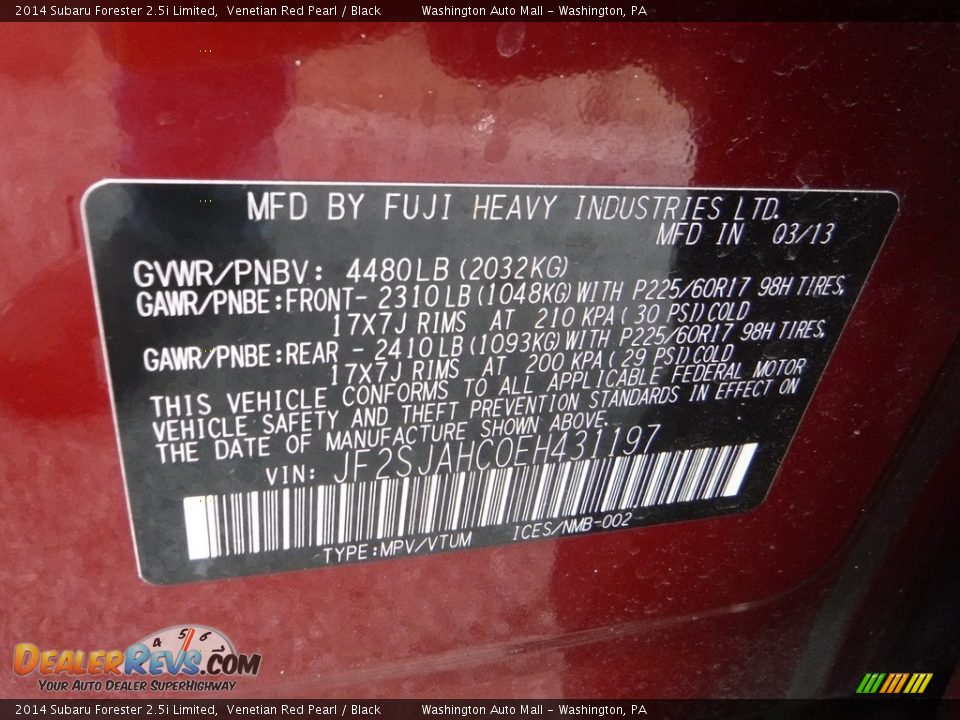 2014 Subaru Forester 2.5i Limited, Venetian Red Pearl / Black Washington Auto Mall - Washington, PA
MFD BY FUJI HEAVY INDUSTRIES LTD.
MFD IN 03/13
GVWR/PNBV: 4480LB (2032KG)
GAWR/PNBE:FRONT- 2310LB (1048KG) WITH P225/60R17 98H TIRES,
17X7J RIMS AT 210 KPA ( 30 PSI) COLD
GAWR/PNBE:REAR - 2410LB (1093KG) WITH P225/60R17 98H TIRES,
17X7J RIMS AT 200 KPA ( 29 PSI) COLD
THIS VEHICLE CONFORMS TO ALL APPLICABLE FEDERAL MOTOR
VEHICLE SAFETY AND THEFT PREVENTION STANDARDS IN EFFECT ON
THE DATE OF MANUFACTURE SHOWN ABOVE.
VIN: JF2SJAHC0EH431197
TYPE:MPV/VTUM ICES/NMB-002
4 5 6
DEALERREVS.COM
YOUR AUTO DEALER SUPERHIGHWAY
2014 Subaru Forester 2.5i Limited, Venetian Red Pearl / Black Washington Auto Mall - Washington, PA